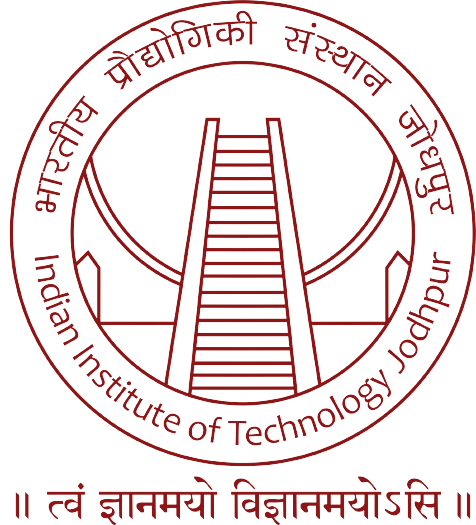 भारतीय प्रौद्योगिकी संस्थान जोधपुर
Indian Institute of Technology Jodhpur
॥ त्वं ज्ञानमयो विज्ञानमयोऽसि ॥